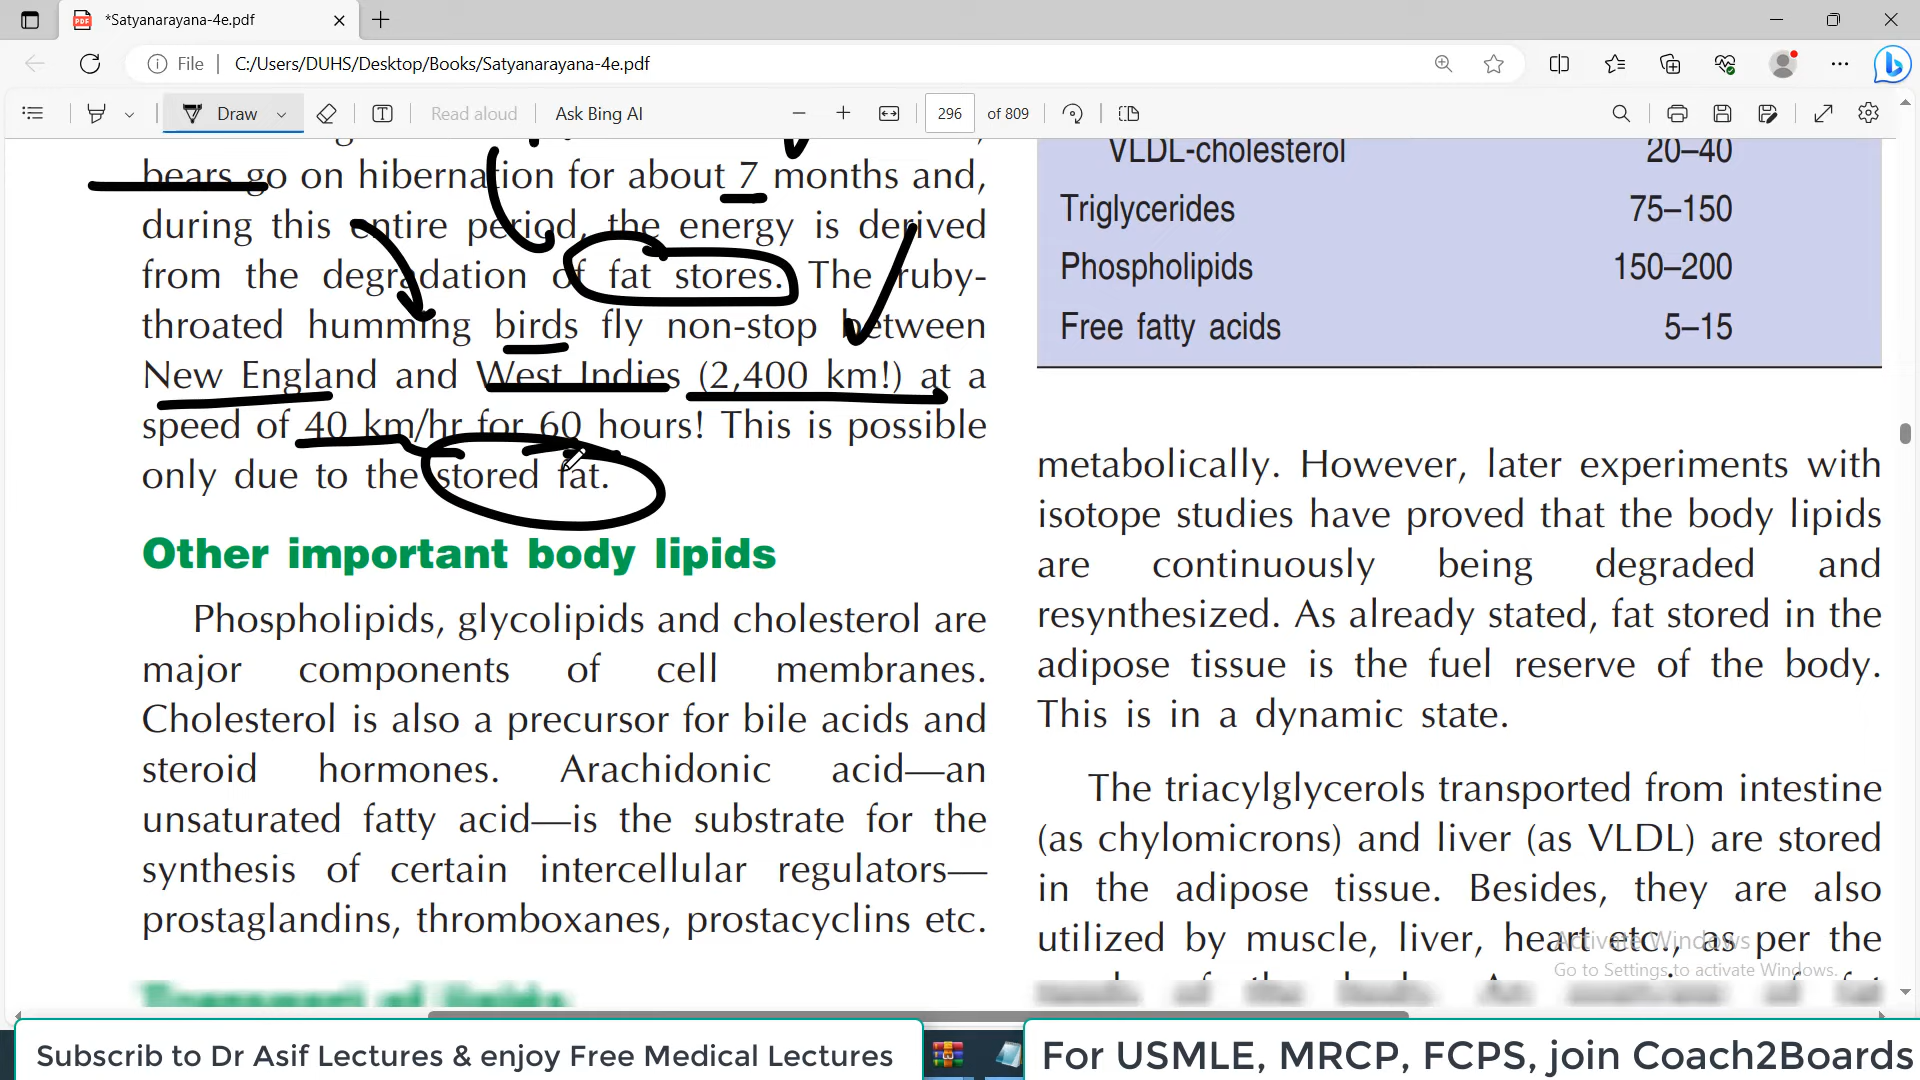 *Satyanarayana-4e.pdf
File
C:/Users/DUHS/Desktop/Books/Satyanarayana-4e.pdf
Draw
Read aloud
Ask Bing AI
296 of 809
bears go on hibernation for about 7 months and,
during this entire period, the energy is derived
from the degradation of fat stores. The ruby-
throated humming birds fly non-stop between
New England and West Indies (2,400 km!) at a
speed of 40 km/hr for 60 hours! This is possible
only due to the stored fat.
Other important body lipids
Phospholipids, glycolipids and cholesterol are
major components of cell membranes.
Cholesterol is also a precursor for bile acids and
steroid hormones. Arachidonic acid—an
unsaturated fatty acid—is the substrate for the
synthesis of certain intercellular regulators—
prostaglandins, thromboxanes, prostacyclins etc.
Transport of lipids
VLDL-cholesterol 20–40
Triglycerides 75–150
Phospholipids 150–200
Free fatty acids 5–15
metabolically. However, later experiments with
isotope studies have proved that the body lipids
are continuously being degraded and
resynthesized. As already stated, fat stored in the
adipose tissue is the fuel reserve of the body.
This is in a dynamic state.
The triacylglycerols transported from intestine
(as chylomicrons) and liver (as VLDL) are stored
in the adipose tissue. Besides, they are also
utilized by muscle, liver, heart etc., as per the
Activate Windows
Go to Settings to activate Windows.
Subscrib to Dr Asif Lectures & enjoy Free Medical Lectures
For USMLE, MRCP, FCPS, join Coach2Boards